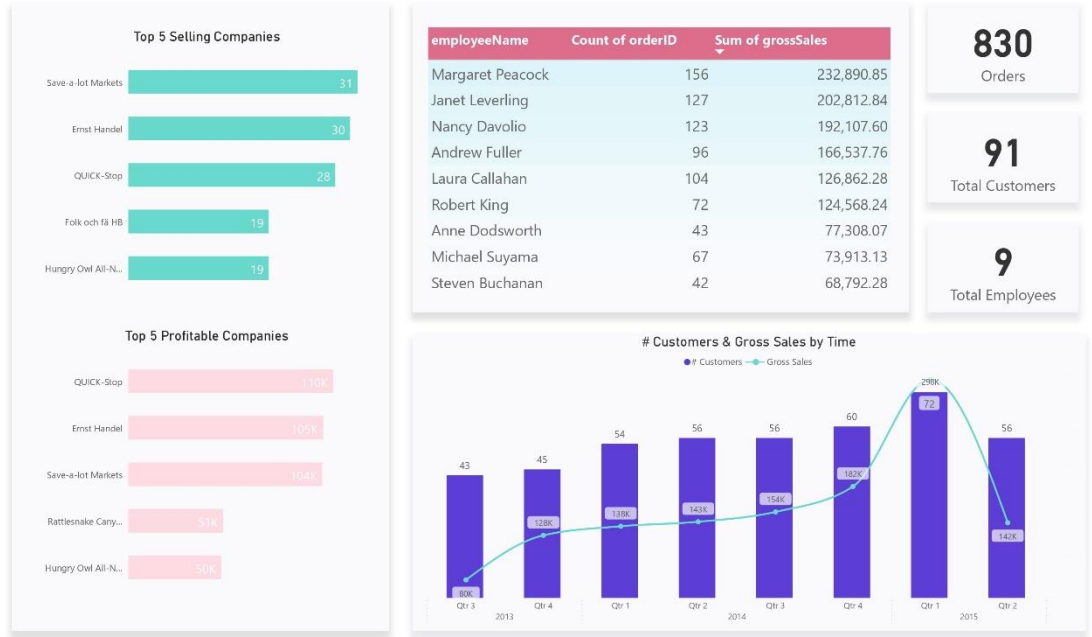 Top 5 Selling Companies
Save-a-lot Markets 31
Ernst Handel 30
QUICK-Stop 28
Folk och fä HB 19
Hungry Owl All-N... 19
Top 5 Profitable Companies
QUICK-Stop 110K
Ernst Handel 105K
Save-a-lot Markets 104K
Rattlesnake Cany... 51K
Hungry Owl All-N... 50K
employeeName Count of orderID Sum of grossSales
Margaret Peacock 156 232,890.85
Janet Leverling 127 202,812.84
Nancy Davolio 123 192,107.60
Andrew Fuller 96 166,537.76
Laura Callahan 104 126,862.28
Robert King 72 124,568.24
Anne Dodsworth 43 77,308.07
Michael Suyama 67 73,913.13
Steven Buchanan 42 68,792.28
830
Orders
91
Total Customers
9
Total Employees
# Customers & Gross Sales by Time
# Customers Gross Sales
43 45 54 56 56 60 72 56
80K 128K 138K 143K 154K 182K 298K 142K
Qtr 3 Qtr 4 Qtr 1 Qtr 2 Qtr 3 Qtr 4 Qtr 1 Qtr 2
2013 2014 2015